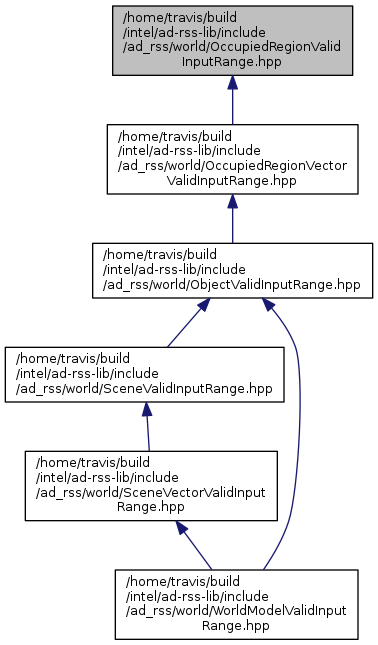 /home/travis/build
/intel/ad-rss-lib/include
/ad_rss/world/OccupiedRegionValid
InputRange.hpp
/home/travis/build
/intel/ad-rss-lib/include
/ad_rss/world/OccupiedRegionVector
ValidInputRange.hpp
/home/travis/build
/intel/ad-rss-lib/include
/ad_rss/world/ObjectValidInputRange.hpp
/home/travis/build
/intel/ad-rss-lib/include
/ad_rss/world/SceneValidInputRange.hpp
/home/travis/build
/intel/ad-rss-lib/include
/ad_rss/world/SceneVectorValidInput
Range.hpp
/home/travis/build
/intel/ad-rss-lib/include
/ad_rss/world/WorldModelValidInput
Range.hpp